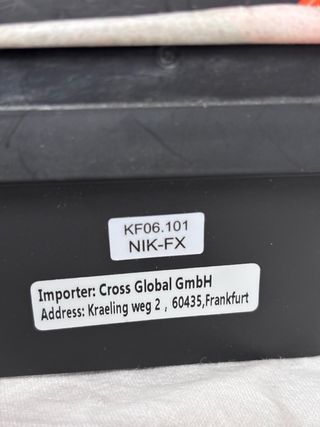 KF06.101
NIK-FX
Importer: Cross Global GmbH
Address: Kraeling weg 2 , 60435,Frankfurt